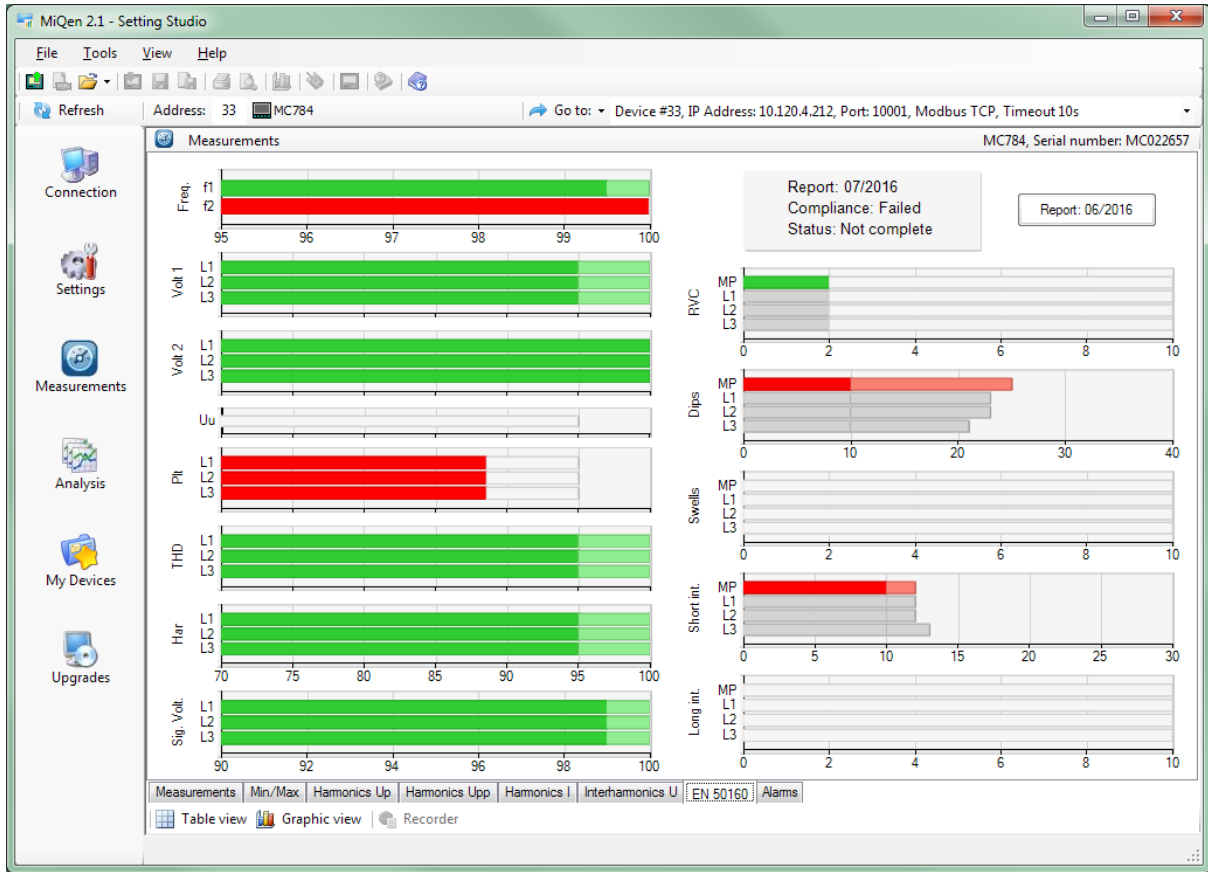 MiQen 2.1 - Setting Studio
File Tools View Help
Refresh Address: 33 MC784 Go to: Device #33, IP Address: 10.120.4.212, Port: 10001, Modbus TCP, Timeout 10s
Measurements MC784, Serial number: MC022657
Connection
Settings
Measurements
Analysis
My Devices
Upgrades
Freq.
f1
f2
95 96 97 98 99 100
Volt 1
L1
L2
L3
Volt 2
L1
L2
L3
Uu
Plt
L1
L2
L3
THD
L1
L2
L3
Har
L1
L2
L3
70 75 80 85 90 95 100
Sig. Volt.
L1
L2
L3
90 92 94 96 98 100
Report: 07/2016
Compliance: Failed
Status: Not complete
Report: 06/2016
RVC
MP
L1
L2
L3
0 2 4 6 8 10
Dips
MP
L1
L2
L3
0 10 20 30 40
Swells
MP
L1
L2
L3
0 2 4 6 8 10
Short int.
MP
L1
L2
L3
0 5 10 15 20 25 30
Long int.
MP
L1
L2
L3
0 2 4 6 8 10
Measurements Min/Max Hamonics Up Hamonics Upp Hamonics I Interhamonics U EN 50160 Alarms
Table view Graphic view Recorder